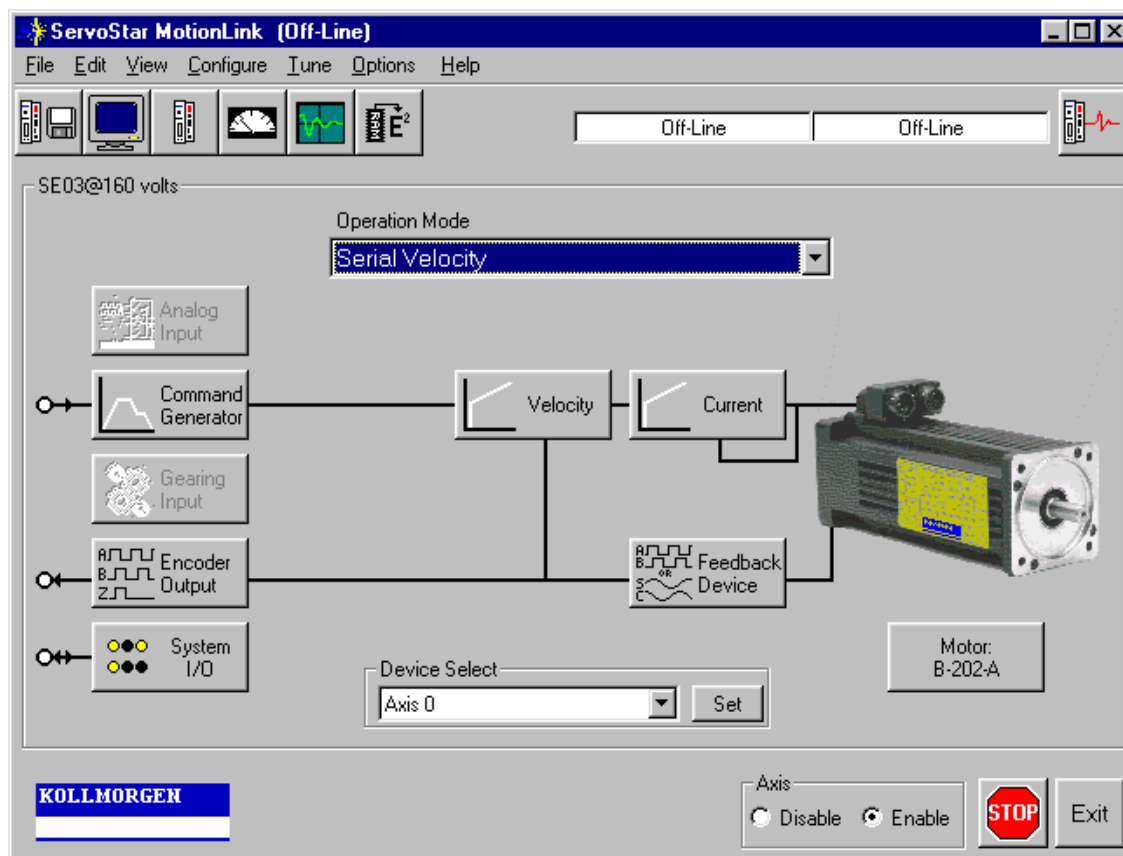 ServoStar MotionLink (Off-Line)
File Edit View Configure Tune Options Help
E²
Off-Line Off-Line
SE03@160 volts
Operation Mode
Serial Velocity
Analog
Input
Command
Generator
Velocity
Current
Gearing
Input
A
B
Z
Encoder
Output
A
B
OR
S
C
Feedback
Device
System
I/O
Motor:
B-202-A
Device Select
Axis 0
Set
KOLLMORGEN
Axis
Disable Enable
STOP
Exit